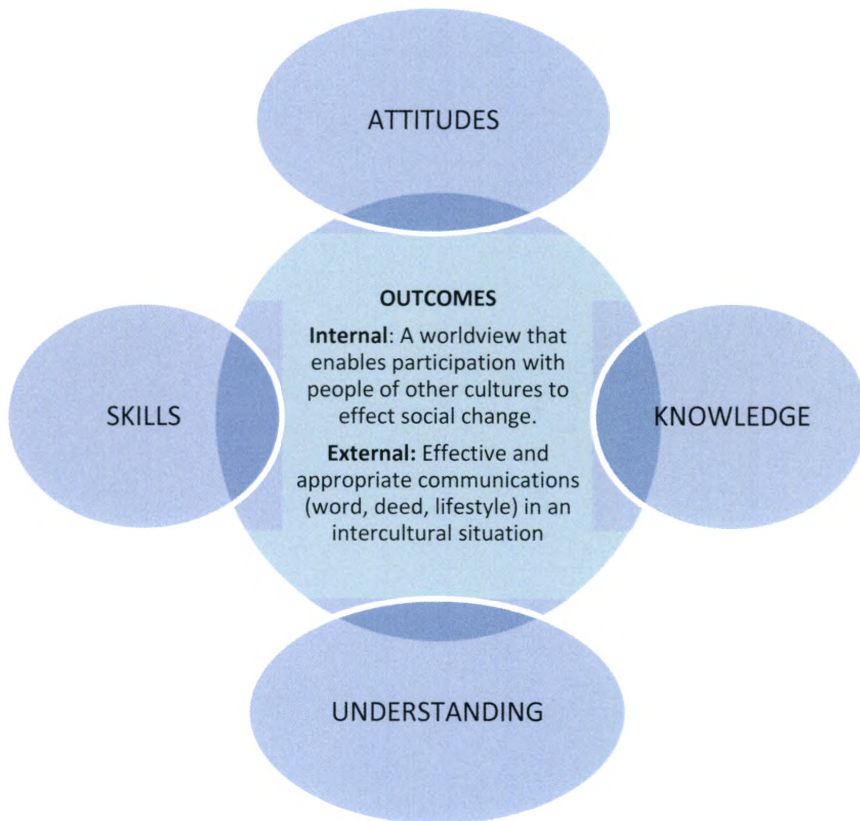 ATTITUDES
OUTCOMES
Internal: A worldview that
enables participation with
people of other cultures to
effect social change.
External: Effective and
appropriate communications
(word, deed, lifestyle) in an
intercultural situation
SKILLS
KNOWLEDGE
UNDERSTANDING